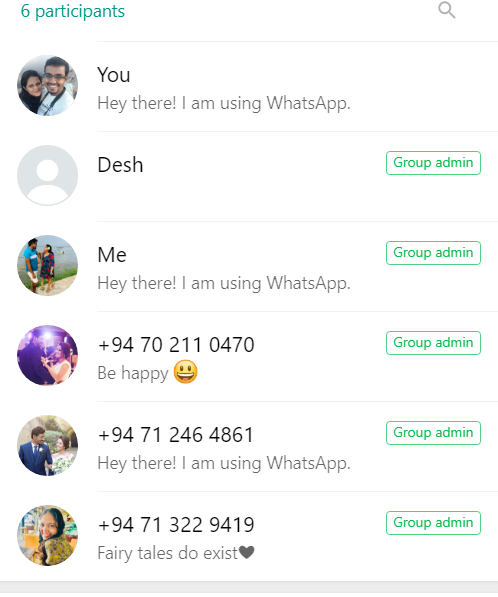 6 participants
You
Hey there! I am using WhatsApp.
Desh
Group admin
Me
Group admin
Hey there! I am using WhatsApp.
+94 70 211 0470
Group admin
Be happy 😃
+94 71 246 4861
Group admin
Hey there! I am using WhatsApp.
+94 71 322 9419
Group admin
Fairy tales do exist♥